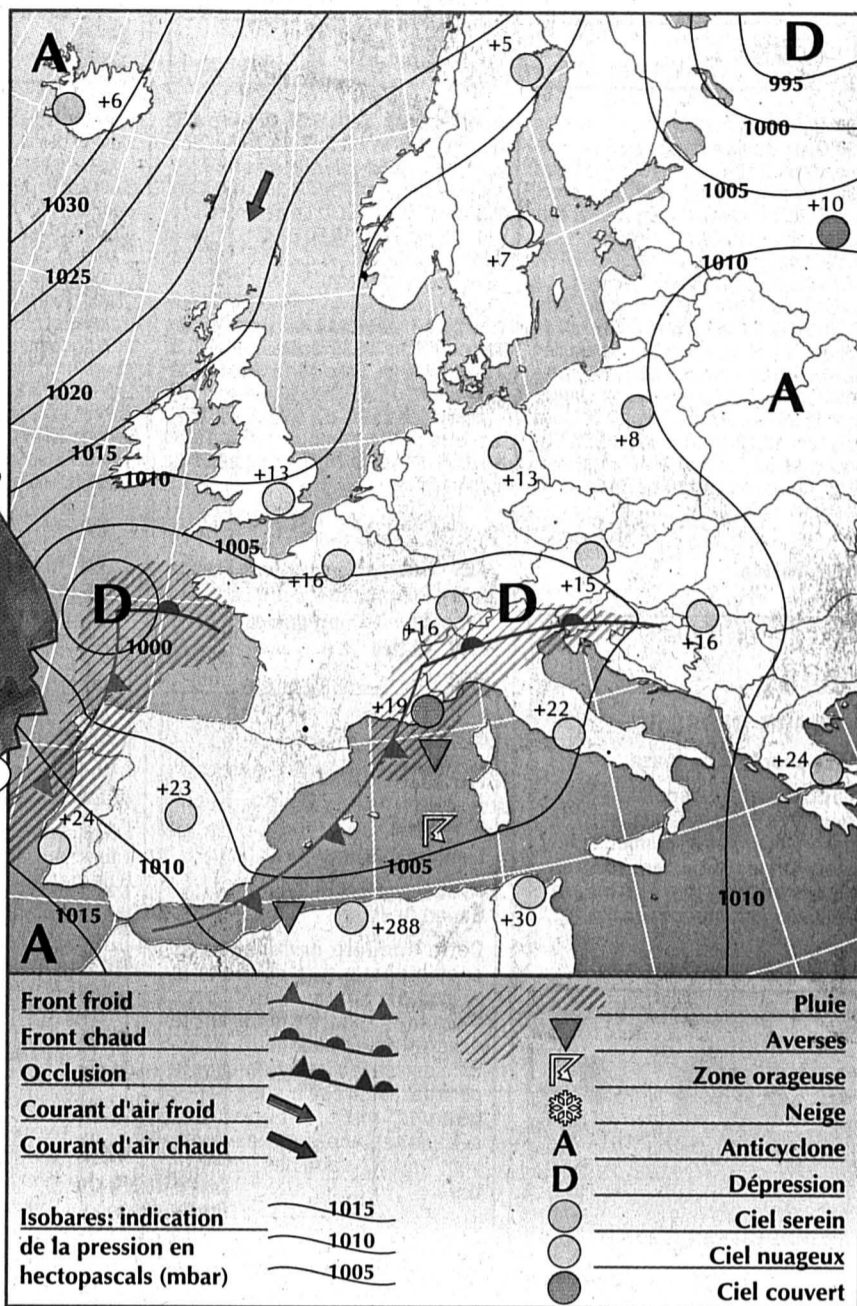 A
+6
+5
D
995
1000
1005
+10
1010
1030
1025
+7
1020
A
+8
1015
1010
+13
+13
1005
+16
+15
D
D
+16
+16
1000
+19
+22
+24
+23
+24
1010
1005
1015
1010
A
+288
+30
Front froid
Front chaud
Occlusion
Courant d'air froid
Courant d'air chaud
Isobares: indication
de la pression en
hectopascals (mbar)
1015
1010
1005
Pluie
Averses
Zone orageuse
Neige
A Anticyclone
D Dépression
Ciel serein
Ciel nuageux
Ciel couvert